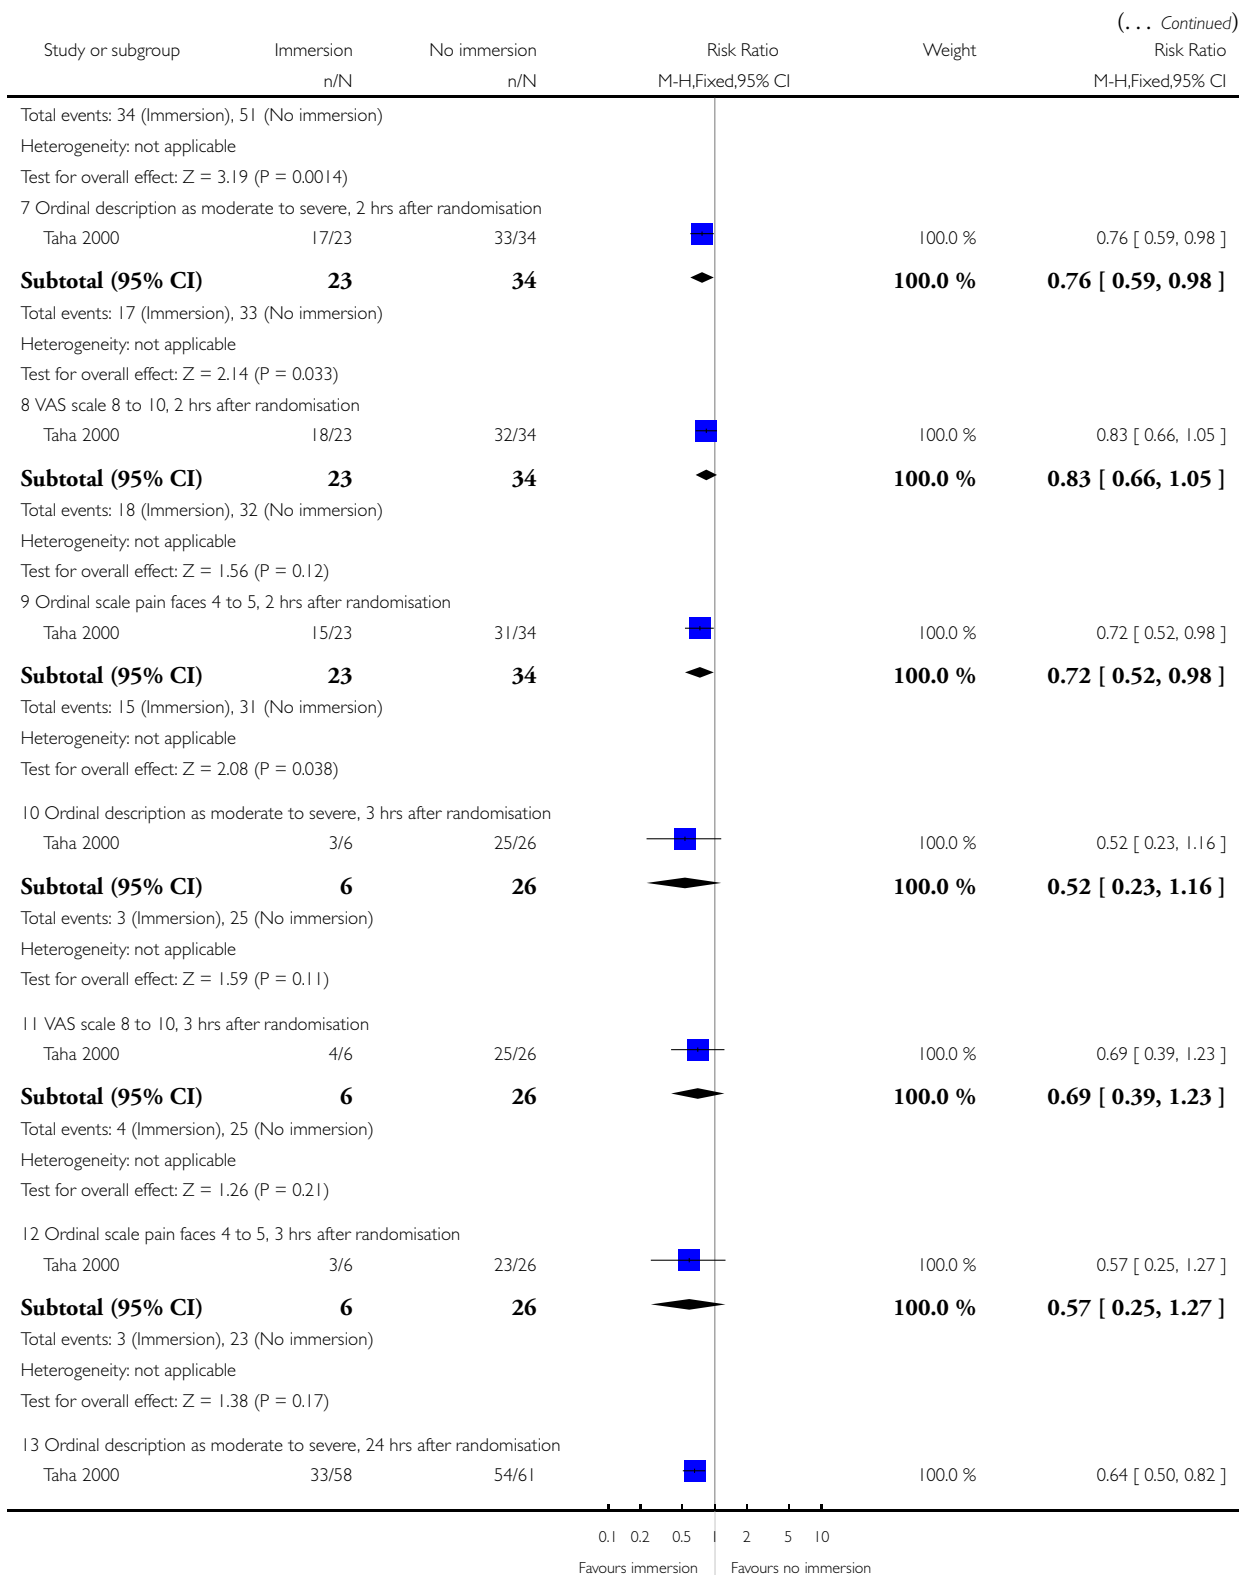 (... Continued)
Study or subgroup Immersion No immersion Risk Ratio Weight Risk Ratio
n/N n/N M-H,Fixed,95% CI M-H,Fixed,95% CI
Total events: 34 (Immersion), 51 (No immersion)
Heterogeneity: not applicable
Test for overall effect: Z = 3.19 (P = 0.0014)
7 Ordinal description as moderate to severe, 2 hrs after randomisation
Taha 2000 17/23 33/34 100.0 % 0.76 [ 0.59, 0.98 ]
Subtotal (95% CI) 23 34 100.0 % 0.76 [ 0.59, 0.98 ]
Total events: 17 (Immersion), 33 (No immersion)
Heterogeneity: not applicable
Test for overall effect: Z = 2.14 (P = 0.033)
8 VAS scale 8 to 10, 2 hrs after randomisation
Taha 2000 18/23 32/34 100.0 % 0.83 [ 0.66, 1.05 ]
Subtotal (95% CI) 23 34 100.0 % 0.83 [ 0.66, 1.05 ]
Total events: 18 (Immersion), 32 (No immersion)
Heterogeneity: not applicable
Test for overall effect: Z = 1.56 (P = 0.12)
9 Ordinal scale pain faces 4 to 5, 2 hrs after randomisation
Taha 2000 15/23 31/34 100.0 % 0.72 [ 0.52, 0.98 ]
Subtotal (95% CI) 23 34 100.0 % 0.72 [ 0.52, 0.98 ]
Total events: 15 (Immersion), 31 (No immersion)
Heterogeneity: not applicable
Test for overall effect: Z = 2.08 (P = 0.038)
10 Ordinal description as moderate to severe, 3 hrs after randomisation
Taha 2000 3/6 25/26 100.0 % 0.52 [ 0.23, 1.16 ]
Subtotal (95% CI) 6 26 100.0 % 0.52 [ 0.23, 1.16 ]
Total events: 3 (Immersion), 25 (No immersion)
Heterogeneity: not applicable
Test for overall effect: Z = 1.59 (P = 0.11)
11 VAS scale 8 to 10, 3 hrs after randomisation
Taha 2000 4/6 25/26 100.0 % 0.69 [ 0.39, 1.23 ]
Subtotal (95% CI) 6 26 100.0 % 0.69 [ 0.39, 1.23 ]
Total events: 4 (Immersion), 25 (No immersion)
Heterogeneity: not applicable
Test for overall effect: Z = 1.26 (P = 0.21)
12 Ordinal scale pain faces 4 to 5, 3 hrs after randomisation
Taha 2000 3/6 23/26 100.0 % 0.57 [ 0.25, 1.27 ]
Subtotal (95% CI) 6 26 100.0 % 0.57 [ 0.25, 1.27 ]
Total events: 3 (Immersion), 23 (No immersion)
Heterogeneity: not applicable
Test for overall effect: Z = 1.38 (P = 0.17)
13 Ordinal description as moderate to severe, 24 hrs after randomisation
Taha 2000 33/58 54/61 100.0 % 0.64 [ 0.50, 0.82 ]
0.1 0.2 0.5 1 2 5 10
Favours immersion Favours no immersion